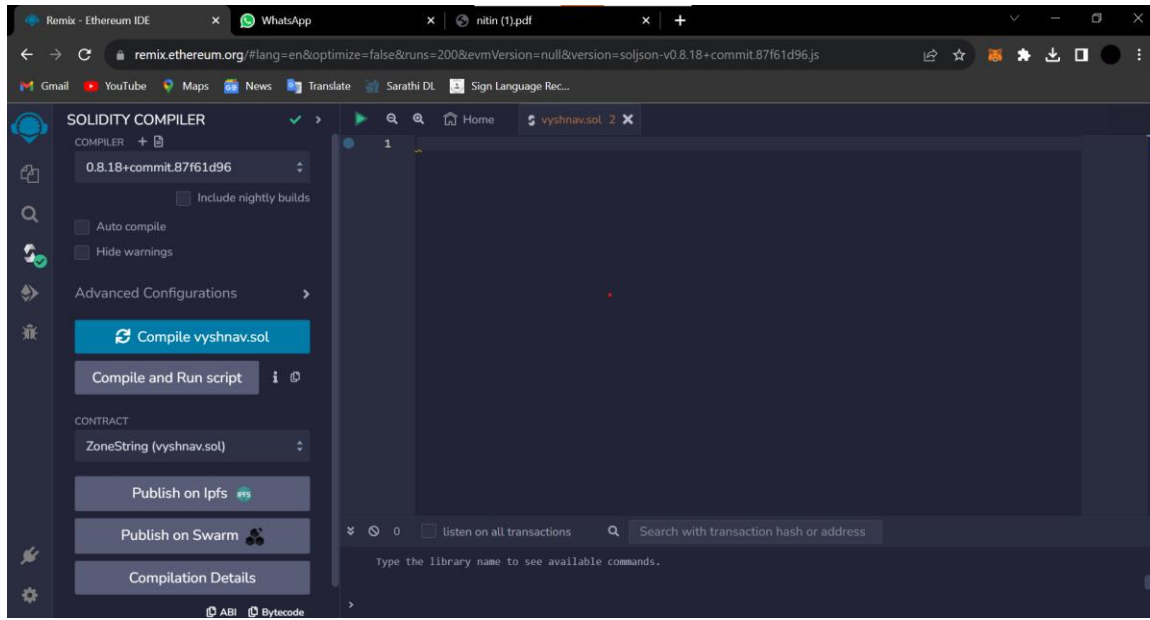 Remix - Ethereum IDE
WhatsApp
nitin (1).pdf
remix.ethereum.org/#lang=en&optimize=false&runs=200&evmVersion=null&version=soljson-v0.8.18+commit.87f61d96.js
Gmail YouTube Maps News Translate Sarathi DL Sign Language Rec...
SOLIDITY COMPILER
COMPILER
0.8.18+commit.87f61d96
Include nightly builds
Auto compile
Hide warnings
Advanced Configurations
Compile vyshnav.sol
Compile and Run script
CONTRACT
ZoneString (vyshnav.sol)
Publish on Ipfs
IPFS
Publish on Swarm
Compilation Details
ABI Bytecode
Home vyshnav.sol 2
1
0 listen on all transactions Search with transaction hash or address
Type the library name to see available commands.
>